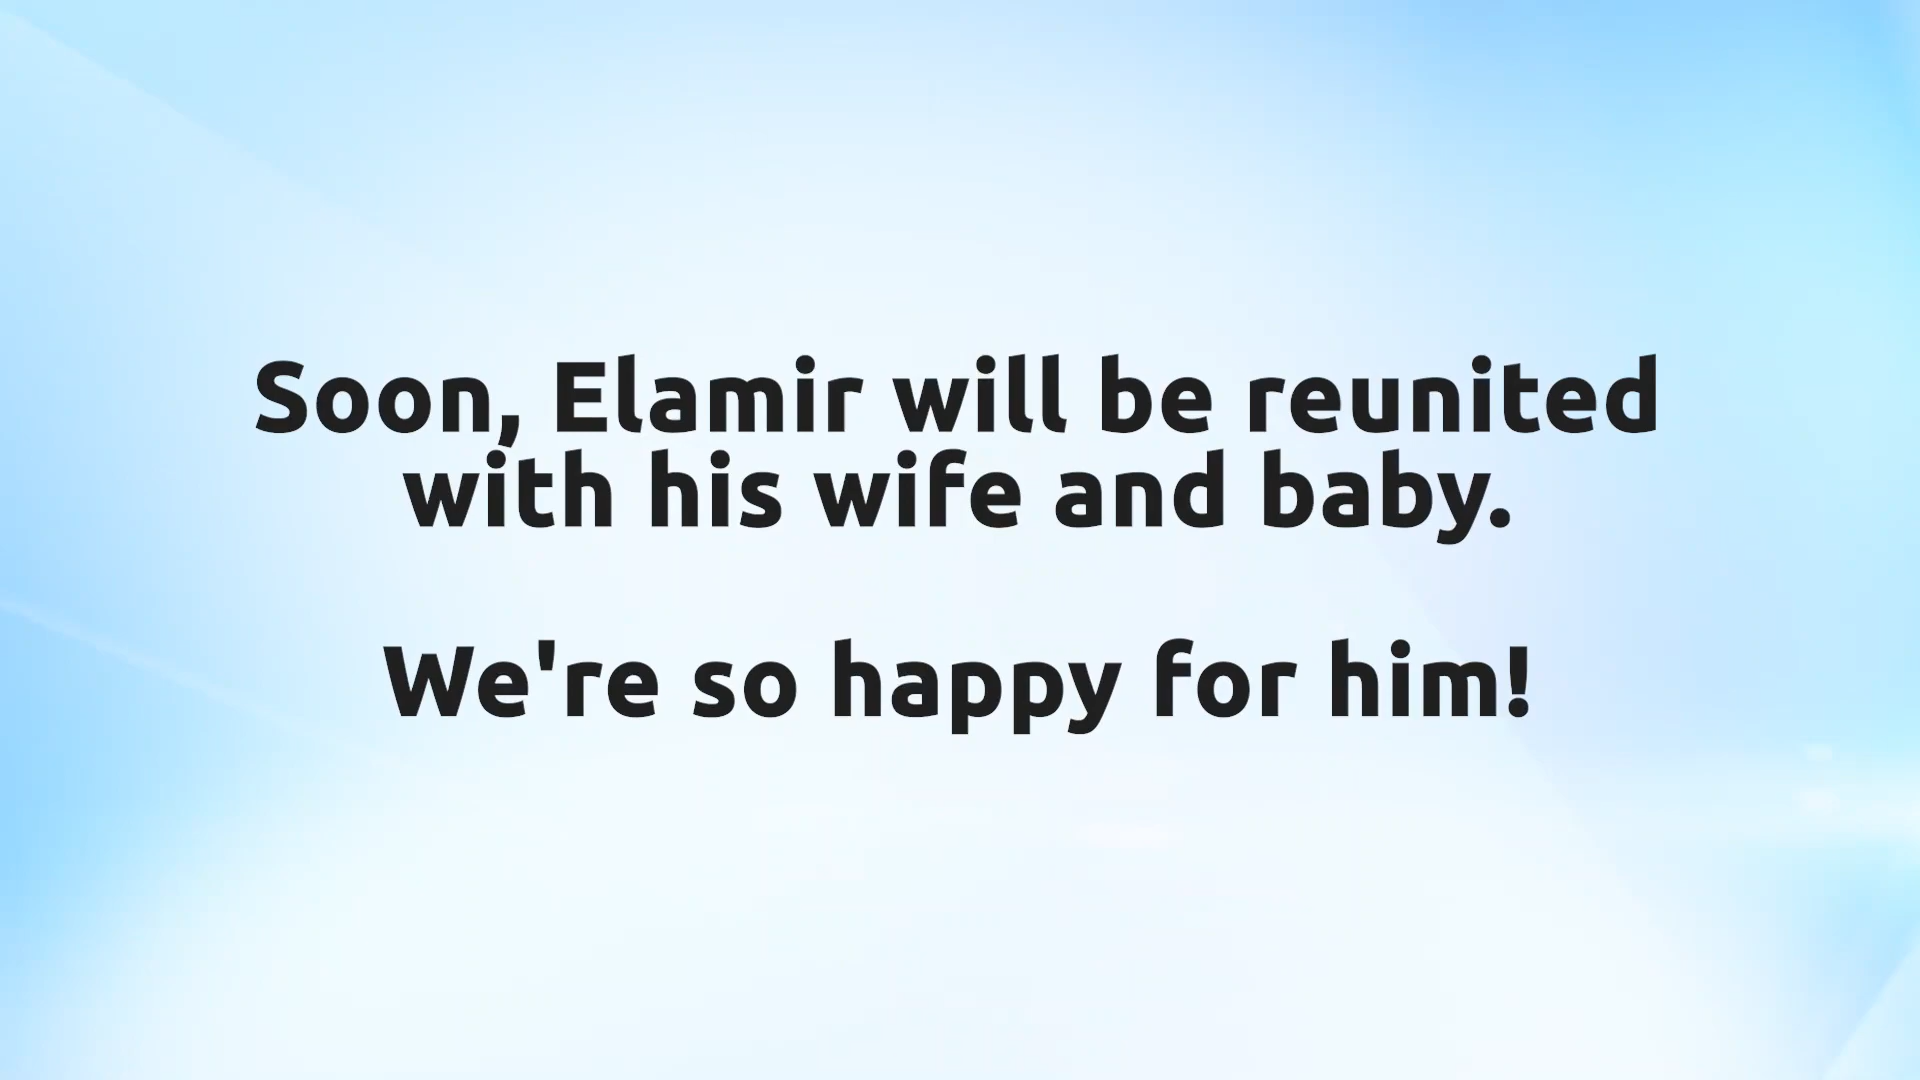 Soon, Elamir will be reunited
with his wife and baby.
We're so happy for him!